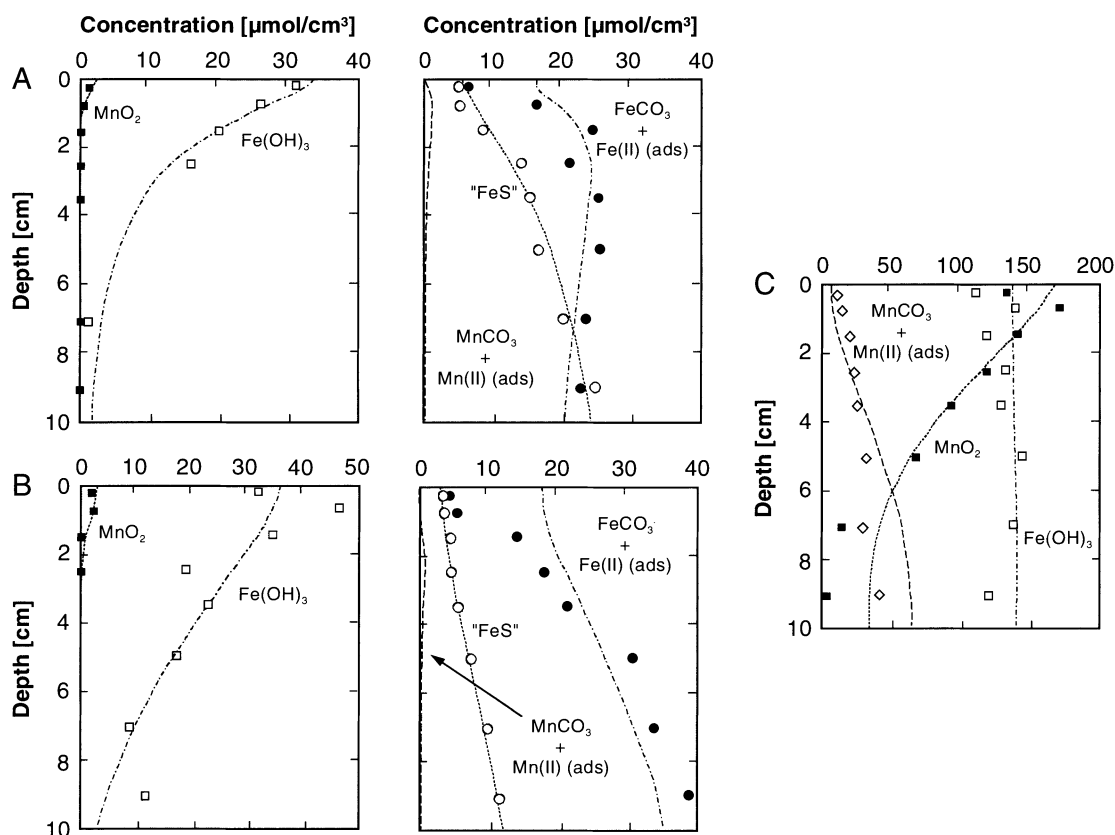 Concentration [µmol/cm³]
Concentration [µmol/cm³]
A
0 10 20 30 40
0 10 20 30 40
0
2
4
6
8
10
Depth [cm]
MnO₂
Fe(OH)₃
FeCO₃
+
Fe(II) (ads)
"FeS"
MnCO₃
+
Mn(II) (ads)
B
0 10 20 30 40 50
0 10 20 30 40
0
2
4
6
8
10
Depth [cm]
MnO₂
Fe(OH)₃
FeCO₃
+
Fe(II) (ads)
"FeS"
MnCO₃
+
Mn(II) (ads)
C
0 50 100 150 200
0
2
4
6
8
10
Depth [cm]
MnCO₃
+
Mn(II) (ads)
MnO₂
Fe(OH)₃